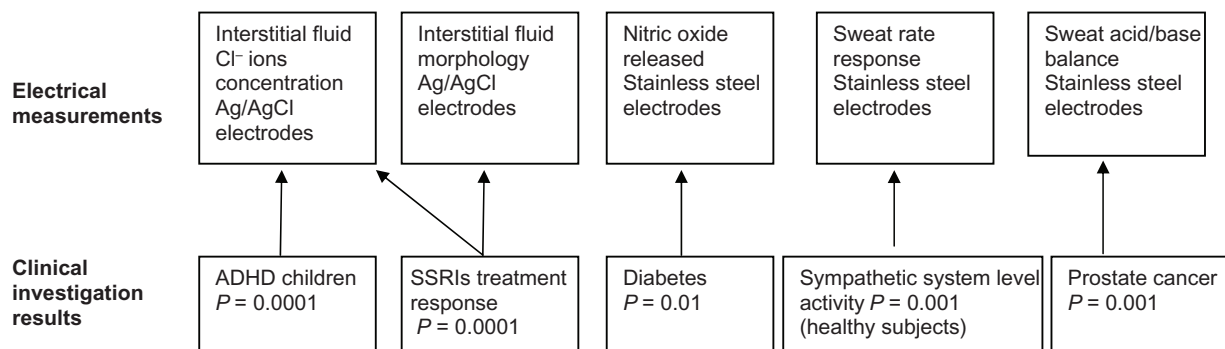 Electrical
measurements
Interstitial fluid
Cl⁻ ions
concentration
Ag/AgCl
electrodes
Interstitial fluid
morphology
Ag/AgCl
electrodes
Nitric oxide
released
Stainless steel
electrodes
Sweat rate
response
Stainless steel
electrodes
Sweat acid/base
balance
Stainless steel
electrodes
Clinical
investigation
results
ADHD children
P = 0.0001
SSRIs treatment
response
P = 0.0001
Diabetes
P = 0.01
Sympathetic system level
activity P = 0.001
(healthy subjects)
Prostate cancer
P = 0.001